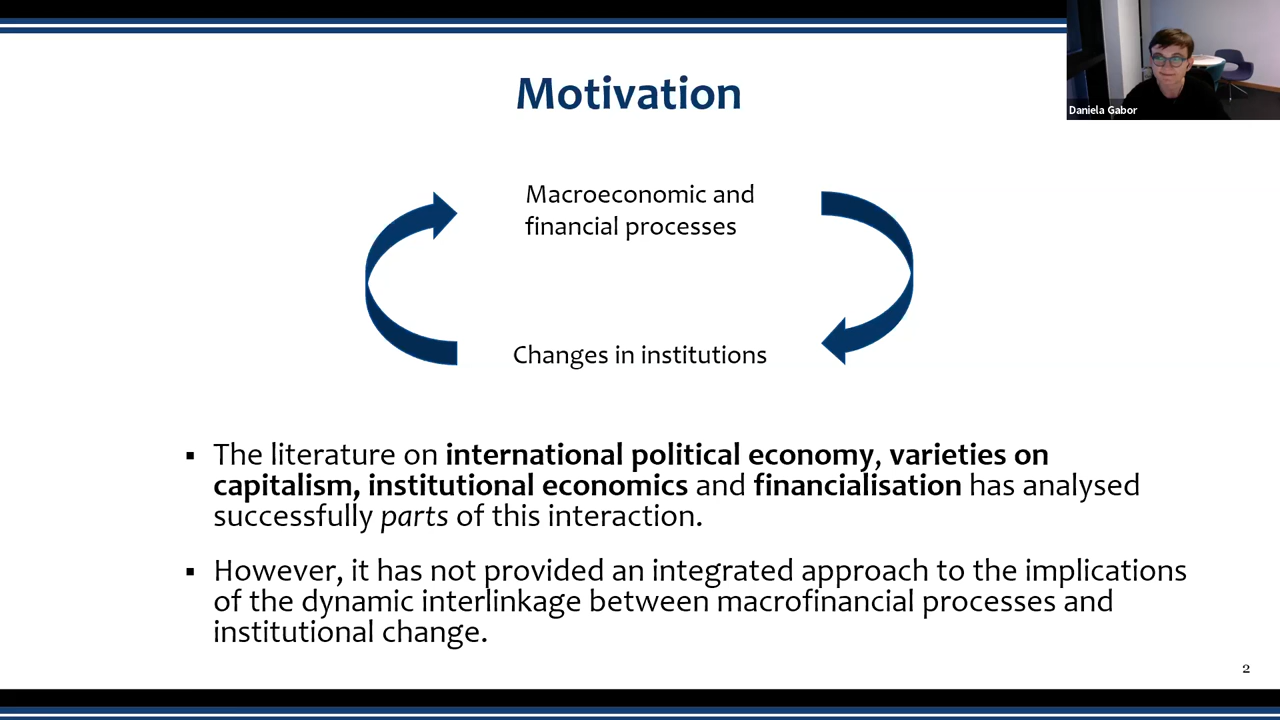 Motivation
Daniela Gabor
Macroeconomic and
financial processes
Changes in institutions
▪ The literature on international political economy, varieties on
capitalism, institutional economics and financialisation has analysed
successfully parts of this interaction.
▪ However, it has not provided an integrated approach to the implications
of the dynamic interlinkage between macrofinancial processes and
institutional change.
2